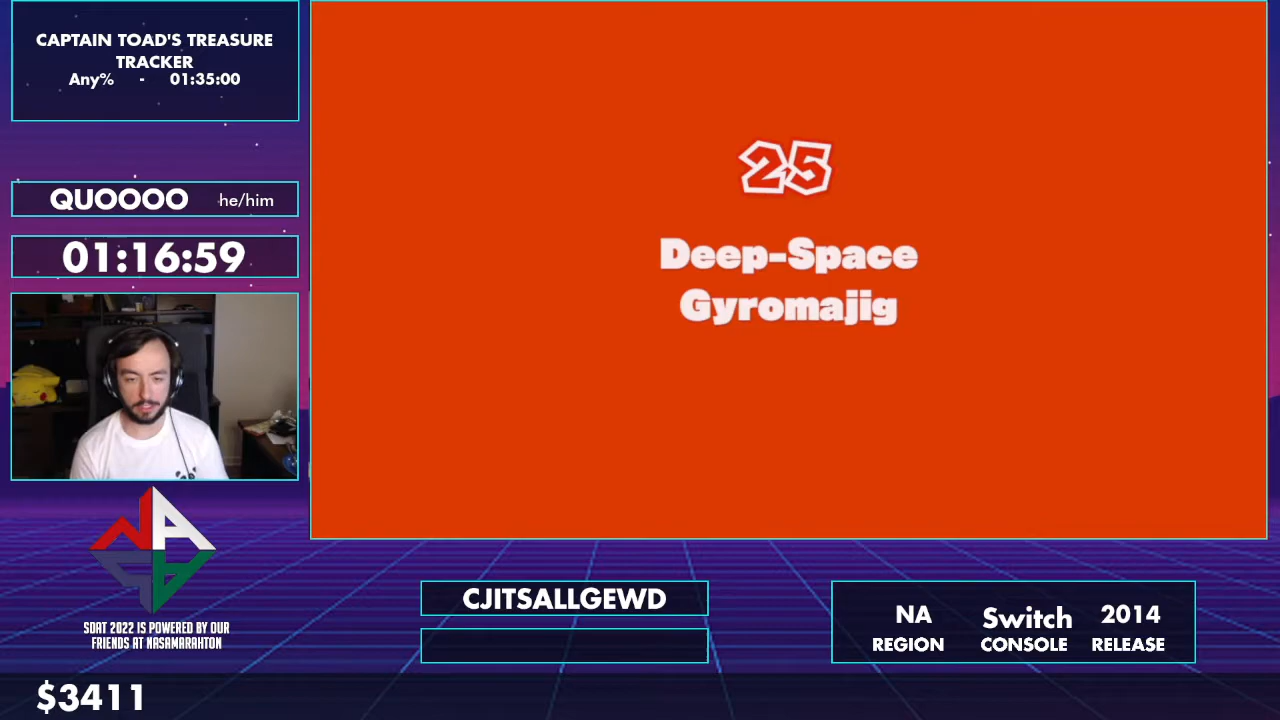 CAPTAIN TOAD'S TREASURE
TRACKER
Any% - 01:35:00
QUOOOO he/him
01:16:59
25
Deep-Space
Gyromajig
SDAT 2022 IS POWERED BY OUR
FRIENDS AT NASAMARAHTON
CJITSALLGEWD
NA Switch 2014
REGION CONSOLE RELEASE
$3411